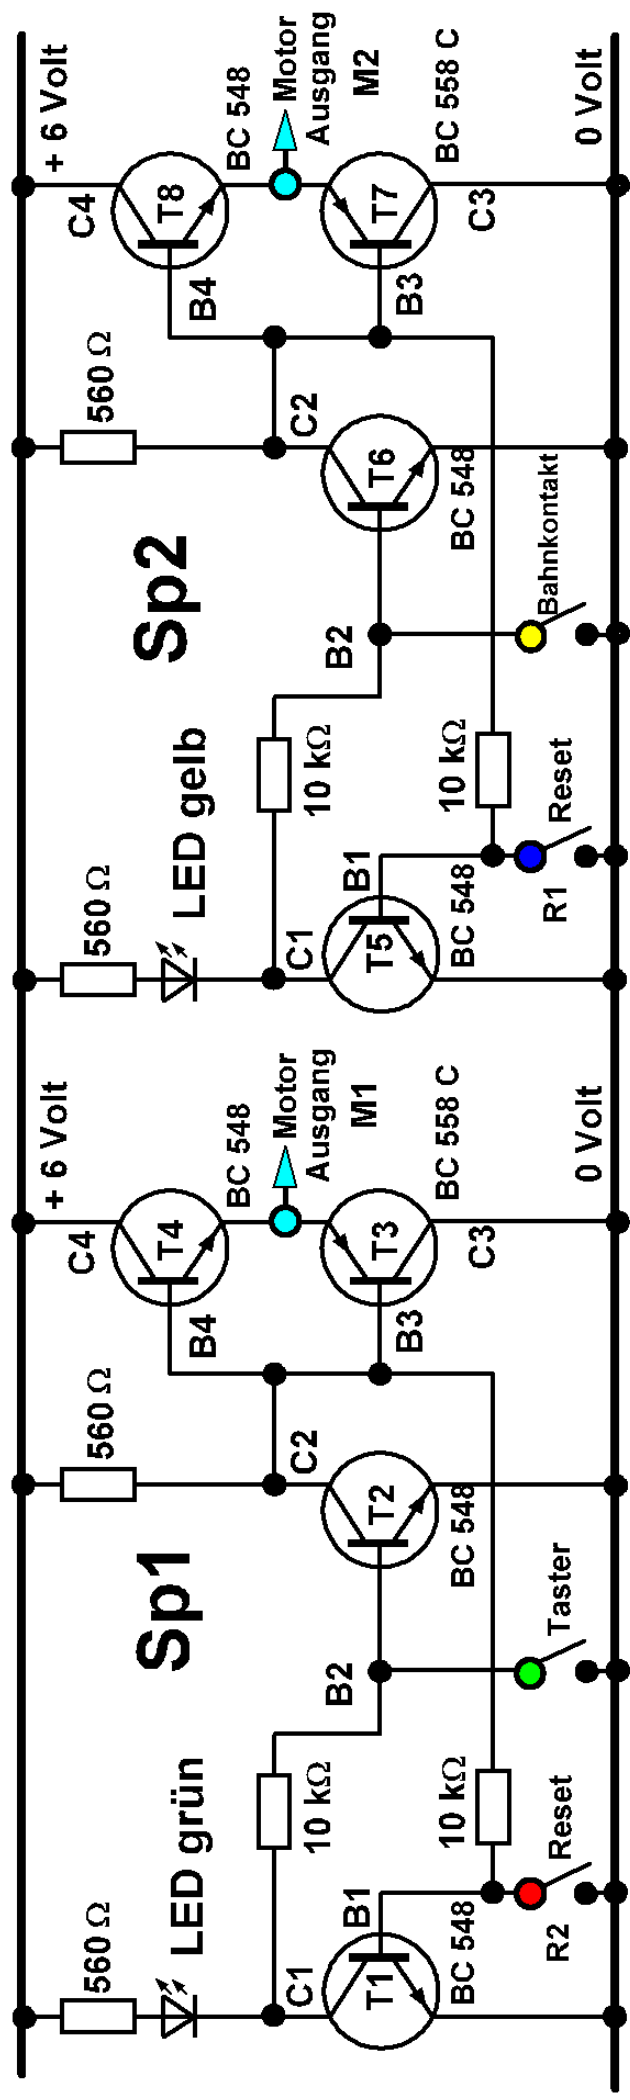 + 6 Volt
+ 6 Volt
560 Ω
560 Ω
560 Ω
560 Ω
C4
C4
LED grün
Sp1
T4
BC 548
LED gelb
Sp2
T8
BC 548
B4
B4
10 kΩ
C1
C2
Motor
Ausgang
M1
10 kΩ
C1
C2
Motor
Ausgang
M2
B1
B2
B3
T3
B1
B2
B3
T7
T1
T2
BC 558 C
T5
T6
BC 558 C
BC 548
10 kΩ
BC 548
C3
BC 548
10 kΩ
BC 548
C3
R2
Reset
Taster
0 Volt
R1
Reset
Bahnkontakt
0 Volt